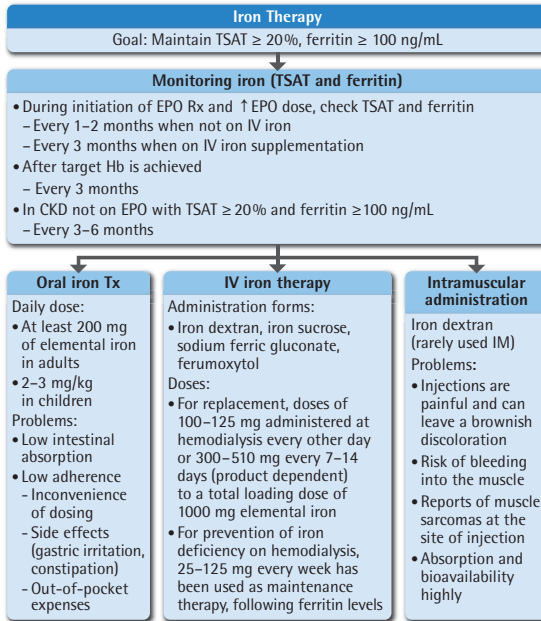 Iron Therapy
Goal: Maintain TSAT ≥ 20%, ferritin ≥ 100 ng/mL
Monitoring iron (TSAT and ferritin)
• During initiation of EPO Rx and ↑EPO dose, check TSAT and ferritin
– Every 1–2 months when not on IV iron
– Every 3 months when on IV iron supplementation
• After target Hb is achieved
– Every 3 months
• In CKD not on EPO with TSAT ≥ 20% and ferritin ≥100 ng/mL
– Every 3–6 months
Oral iron Tx
Daily dose:
• At least 200 mg
of elemental iron
in adults
• 2–3 mg/kg
in children
Problems:
• Low intestinal
absorption
• Low adherence
- Inconvenience
of dosing
- Side effects
(gastric irritation,
constipation)
- Out-of-pocket
expenses
IV iron therapy
Administration forms:
• Iron dextran, iron sucrose,
sodium ferric gluconate,
ferumoxytol
Doses:
• For replacement, doses of
100–125 mg administered at
hemodialysis every other day
or 300–510 mg every 7–14
days (product dependent)
to a total loading dose of
1000 mg elemental iron
• For prevention of iron
deficiency on hemodialysis,
25–125 mg every week has
been used as maintenance
therapy, following ferritin levels
Intramuscular
administration
Iron dextran
(rarely used IM)
Problems:
• Injections are
painful and can
leave a brownish
discoloration
• Risk of bleeding
into the muscle
• Reports of muscle
sarcomas at the
site of injection
• Absorption and
bioavailability
highly